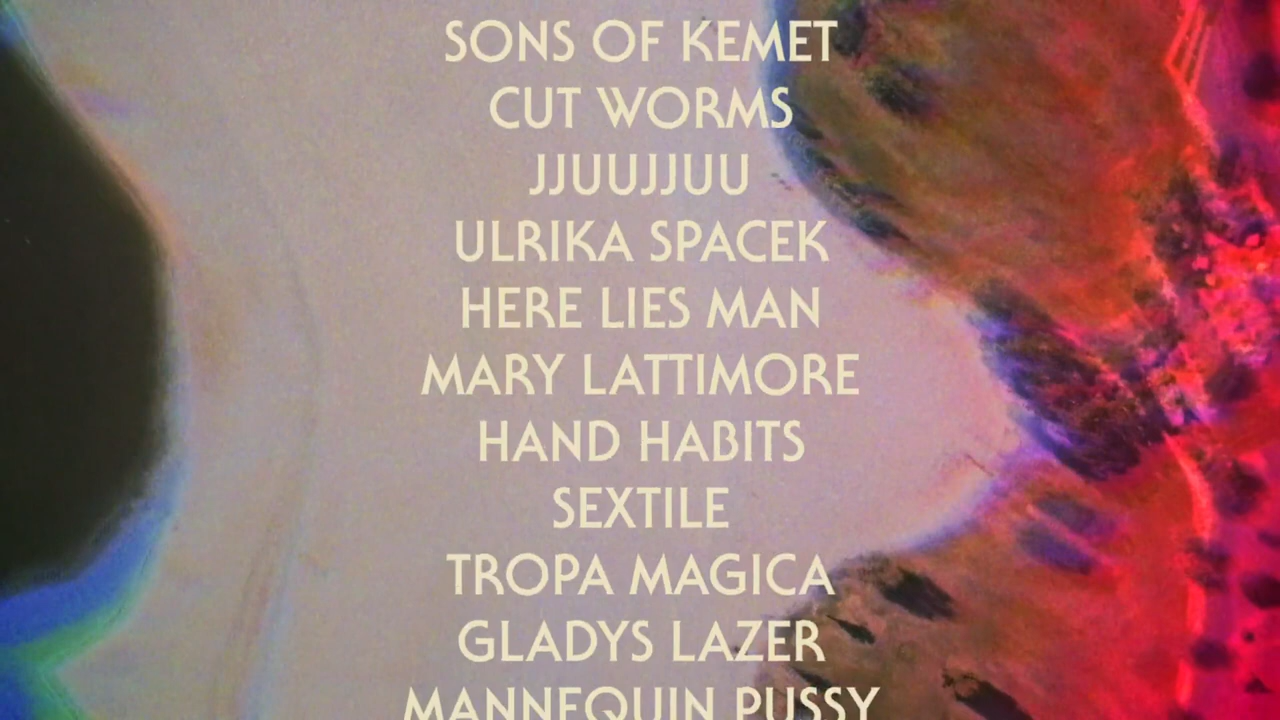 SONS OF KEMET
CUT WORMS
JJUUJJUU
ULRIKA SPACEK
HERE LIES MAN
MARY LATTIMORE
HAND HABITS
SEXTILE
TROPA MAGICA
GLADYS LAZER
MANNEQUIN PUSSY